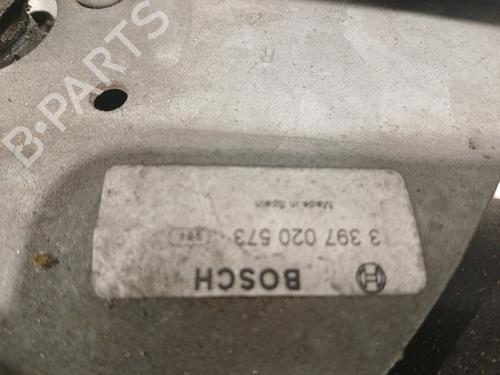 B-PARTS
BOSCH
3 397 020 573
Made in Spain